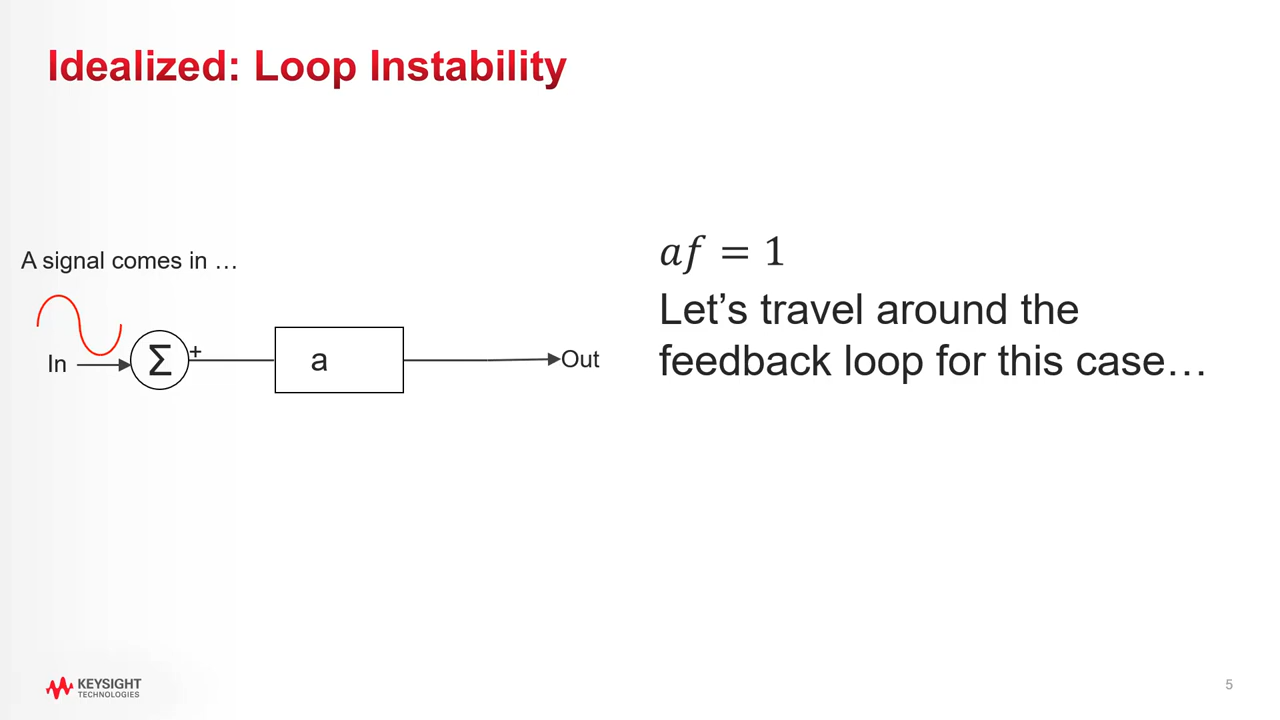 Idealized: Loop Instability
A signal comes in …
In
Σ
+
a
Out
af = 1
Let’s travel around the
feedback loop for this case…
KEYSIGHT
TECHNOLOGIES
5